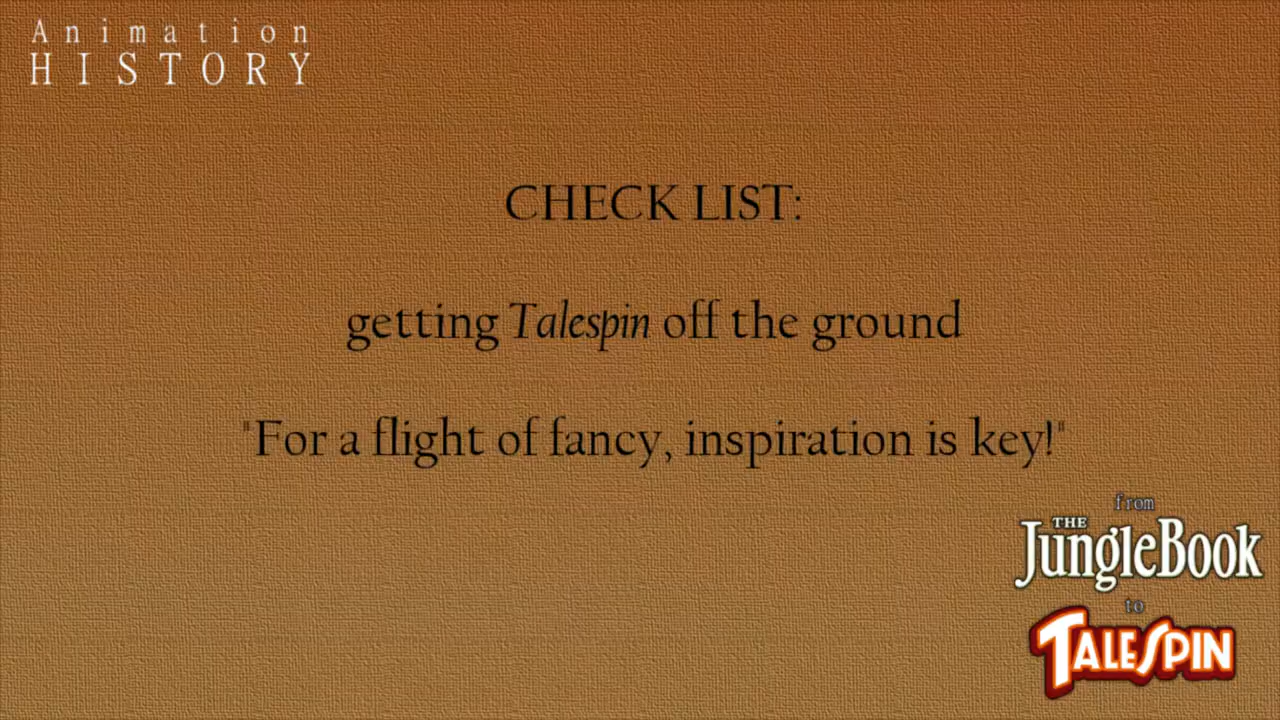 Animation
HISTORY
CHECK LIST:
getting Talespin off the ground
"For a flight of fancy, inspiration is key!"
from
THE
JungleBook
to
TALESPIN